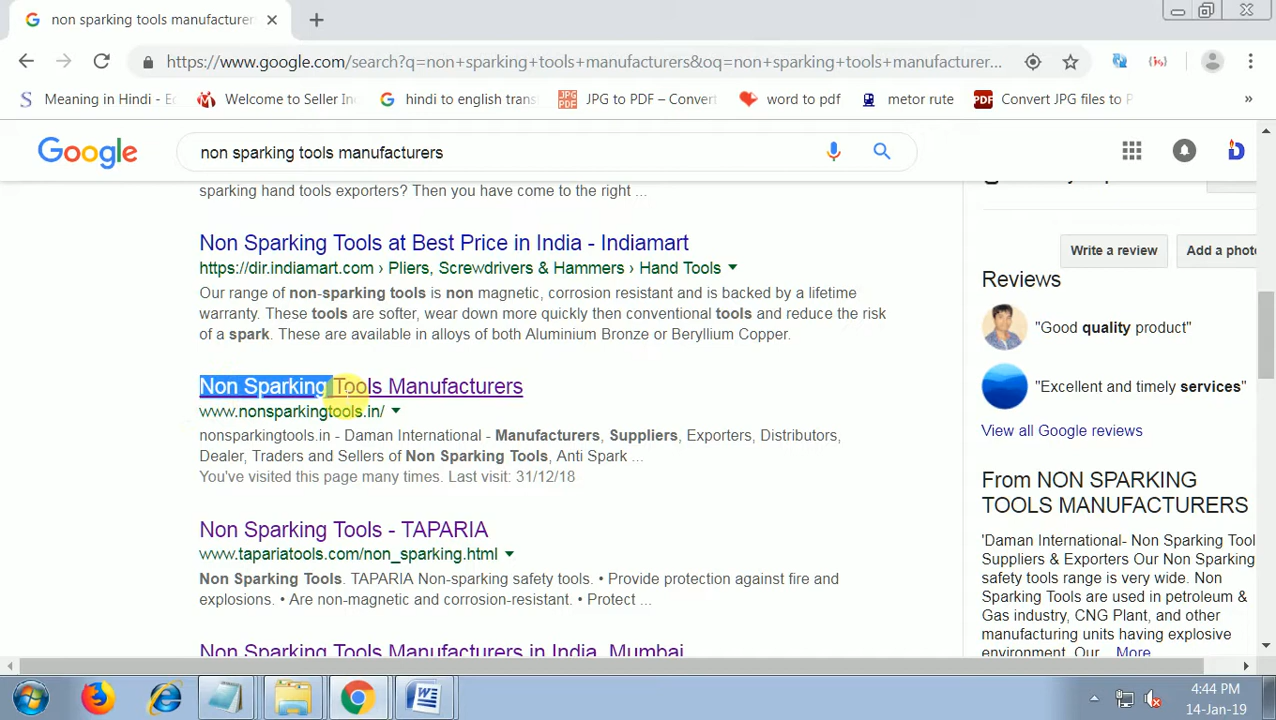 non sparking tools manufacturer
https://www.google.com/search?q=non+sparking+tools+manufacturers&oq=non+sparking+tools+manufacturer...
Meaning in Hindi - Ec
Welcome to Seller In
hindi to english trans
JPG to PDF – Convert
word to pdf
metor rute
Convert JPG files to P
»
Google
non sparking tools manufacturers
sparking hand tools exporters? Then you have come to the right ...
Non Sparking Tools at Best Price in India - Indiamart
https://dir.indiamart.com › Pliers, Screwdrivers & Hammers › Hand Tools
Our range of non-sparking tools is non magnetic, corrosion resistant and is backed by a lifetime
warranty. These tools are softer, wear down more quickly then conventional tools and reduce the risk
of a spark. These are available in alloys of both Aluminium Bronze or Beryllium Copper.
Non Sparking Tools Manufacturers
www.nonsparkingtools.in/
nonsparkingtools.in - Daman International - Manufacturers, Suppliers, Exporters, Distributors,
Dealer, Traders and Sellers of Non Sparking Tools, Anti Spark ...
You've visited this page many times. Last visit: 31/12/18
Non Sparking Tools - TAPARIA
www.tapariatools.com/non_sparking.html
Non Sparking Tools. TAPARIA Non-sparking safety tools. • Provide protection against fire and
explosions. • Are non-magnetic and corrosion-resistant. • Protect ...
Non Sparking Tools Manufacturers in India, Mumbai
Write a review
Add a photo
Reviews
"Good quality product"
"Excellent and timely services"
View all Google reviews
From NON SPARKING
TOOLS MANUFACTURERS
'Daman International- Non Sparking Tool
Suppliers & Exporters Our Non Sparking
safety tools range is very wide. Non
Sparking Tools are used in petroleum &
Gas industry, CNG Plant, and other
manufacturing units having explosive
environment. Our... More
4:44 PM
14-Jan-19